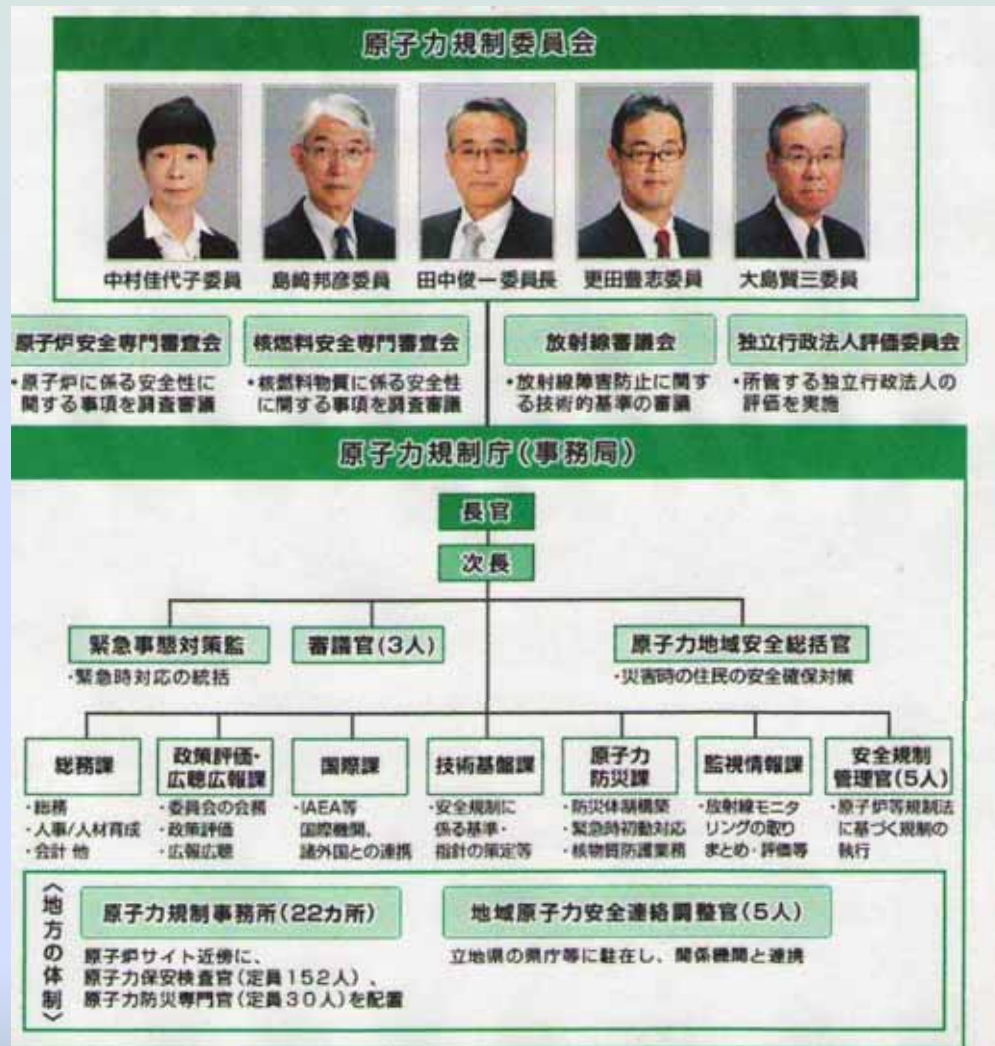 原子力規制委員会
中村佳代子委員
島崎邦彦委員
田中俊一委員長
更田豊志委員
大島賢三委員
原子炉安全専門審査会
・原子炉に係る安全性に
関する事項を調査審議
核燃料安全専門審査会
・核燃料物質に係る安全性
に関する事項を調査審議
放射線審議会
・放射線障害防止に関す
る技術的基準の審議
独立行政法人評価委員会
・所管する独立行政法人の
評価を実施
原子力規制庁(事務局)
長官
次長
緊急事態対策監
・緊急時対応の統括
審議官(3人)
原子力地域安全総括官
・災害時の住民の安全確保対策
総務課
・総務
・人事/人材育成
・会計 他
政策評価・
広聴広報課
・委員会の会務
・政策評価
・広報広聴
国際課
・IAEA等
国際機関、
諸外国との連携
技術基盤課
・安全規制に
係る基準・
指針の策定等
原子力
防災課
・防災体制構築
・緊急時初動対応
・核物質防護業務
監視情報課
・放射線モニタ
リングの取り
まとめ・評価等
安全規制
管理官(5人)
・原子炉等規制法
に基づく規制の
執行
〈地方の体制〉
原子力規制事務所(22カ所)
原子炉サイト近傍に、
原子力保安検査官(定員152人)、
原子力防災専門官(定員30人)を配置
地域原子力安全連絡調整官(5人)
立地県の県庁等に駐在し、関係機関と連携